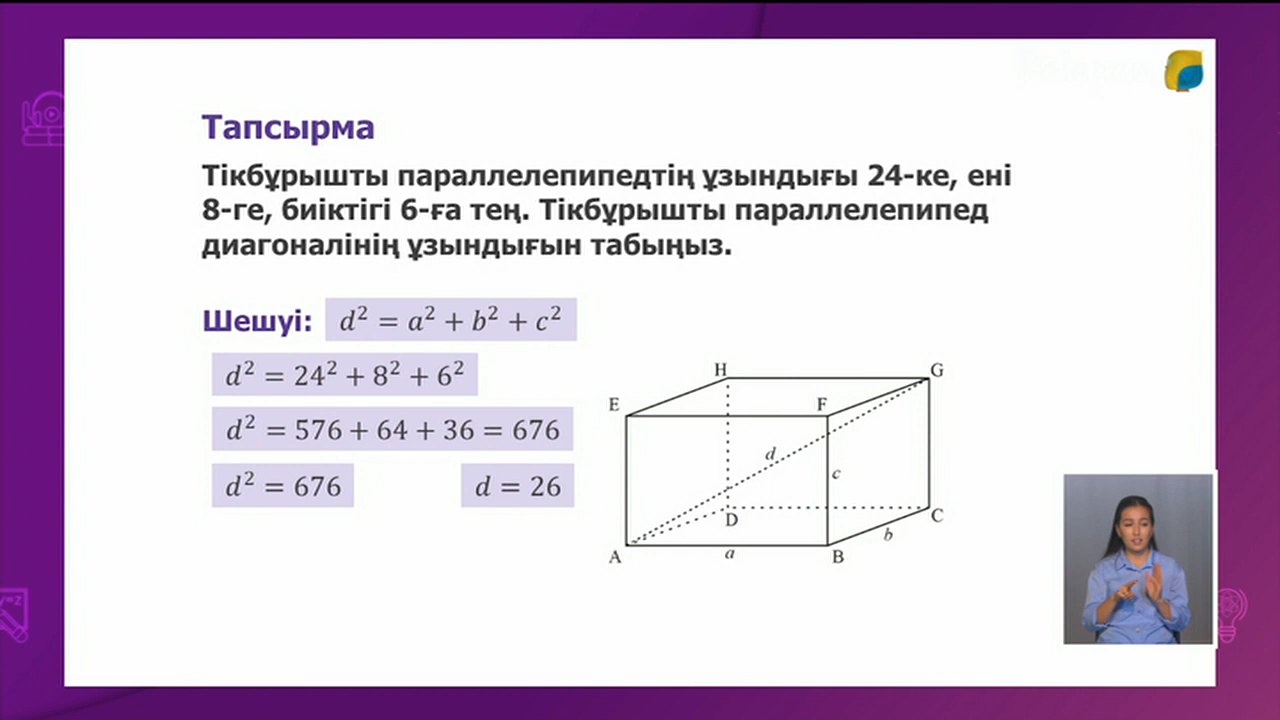 Тапсырма
Тікбұрышты параллелепипедтің ұзындығы 24-ке, ені
8-ге, биіктігі 6-ға тең. Тікбұрышты параллелепипед
диагоналінің ұзындығын табыңыз.
Шешуі: d² = a² + b² + c²
d² = 24² + 8² + 6²
d² = 576 + 64 + 36 = 676
d² = 676 d = 26
H G
E F
d
c
D C
b
A a B